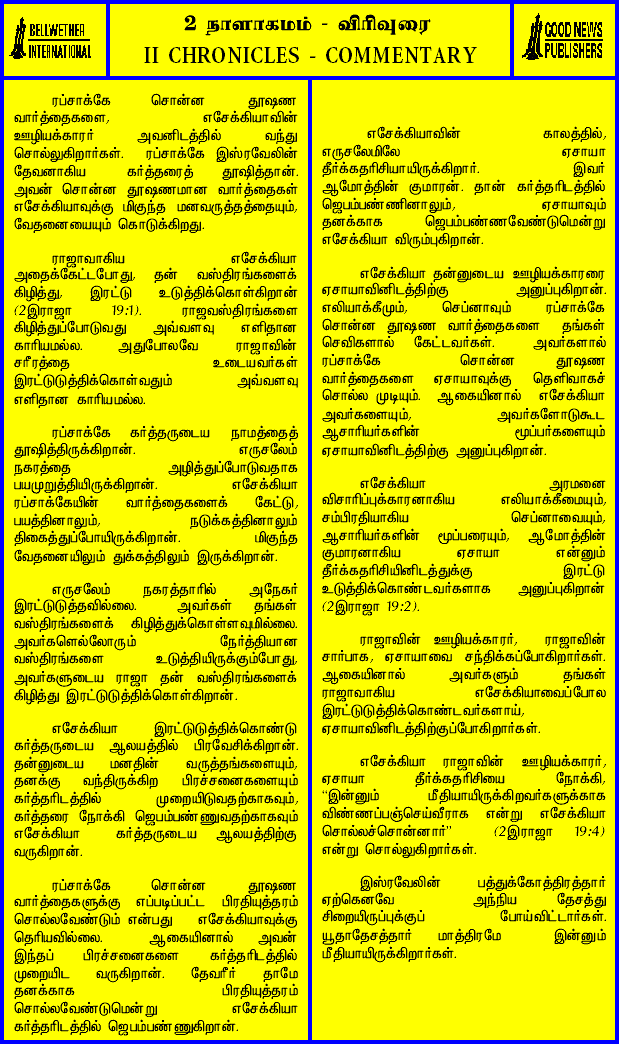 BELLWETHER
INTERNATIONAL
2 நாளாகமம் - விரிவுரை
II CHRONICLES - COMMENTARY
GOOD NEWS
PUBLISHERS
ரப்சாக்கே சொன்ன தூஷண
வார்த்தைகளை, எசேக்கியாவின்
ஊழியக்காரர் அவனிடத்தில் வந்து
சொல்லுகிறார்கள். ரப்சாக்கே இஸ்ரவேலின்
தேவனாகிய கர்த்தரைத் தூஷித்தான்.
அவன் சொன்ன தூஷணமான வார்த்தைகள்
எசேக்கியாவுக்கு மிகுந்த மனவருத்தத்தையும்,
வேதனையையும் கொடுக்கிறது.
ராஜாவாகிய எசேக்கியா
அதைக்கேட்டபோது, தன் வஸ்திரங்களைக்
கிழித்து, இரட்டு உடுத்திக்கொள்கிறான்
(2இராஜா 19:1). ராஜவஸ்திரங்களை
கிழித்துப்போடுவது அவ்வளவு எளிதான
காரியமல்ல. அதுபோலவே ராஜாவின்
சரீரத்தை உடையவர்கள்
இரட்டுடுத்திக்கொள்வதும் அவ்வளவு
எளிதான காரியமல்ல.
ரப்சாக்கே கர்த்தருடைய நாமத்தைத்
தூஷித்திருக்கிறான். எருசலேம்
நகரத்தை அழித்துப்போடுவதாக
பயமுறுத்தியிருக்கிறான். எசேக்கியா
ரப்சாக்கேயின் வார்த்தைகளைக் கேட்டு,
பயத்தினாலும், நடுக்கத்தினாலும்
திகைத்துப்போயிருக்கிறான். மிகுந்த
வேதனையிலும் துக்கத்திலும் இருக்கிறான்.
எருசலேம் நகரத்தாரில் அநேகர்
இரட்டுடுத்தவில்லை. அவர்கள் தங்கள்
வஸ்திரங்களைக் கிழித்துக்கொள்ளவுமில்லை.
அவர்களெல்லோரும் நேர்த்தியான
வஸ்திரங்களை உடுத்தியிருக்கும்போது,
அவர்களுடைய ராஜா தன் வஸ்திரங்களைக்
கிழித்து இரட்டுடுத்திக்கொள்கிறான்.
எசேக்கியா இரட்டுடுத்திக்கொண்டு
கர்த்தருடைய ஆலயத்தில் பிரவேசிக்கிறான்.
தன்னுடைய மனதின் வருத்தங்களையும்,
தனக்கு வந்திருக்கிற பிரச்சனைகளையும்
கர்த்தரிடத்தில் முறையிடுவதற்காகவும்,
கர்த்தரை நோக்கி ஜெபம்பண்ணுவதற்காகவும்
எசேக்கியா கர்த்தருடைய ஆலயத்திற்கு
வருகிறான்.
ரப்சாக்கே சொன்ன தூஷண
வார்த்தைகளுக்கு எப்படிப்பட்ட பிரதியுத்தரம்
சொல்லவேண்டும் என்பது எசேக்கியாவுக்கு
தெரியவில்லை. ஆகையினால் அவன்
இந்தப் பிரச்சனைகளை கர்த்தரிடத்தில்
முறையிட வருகிறான். தேவரீர் தாமே
தனக்காக பிரதியுத்தரம்
சொல்லவேண்டுமென்று எசேக்கியா
கர்த்தரிடத்தில் ஜெபம்பண்ணுகிறான்.
எசேக்கியாவின் காலத்தில்,
எருசலேமிலே ஏசாயா
தீர்க்கதரிசியாயிருக்கிறார். இவர்
ஆமோத்தின் குமாரன். தான் கர்த்தரிடத்தில்
ஜெபம்பண்ணினாலும், ஏசாயாவும்
தனக்காக ஜெபம்பண்ணவேண்டுமென்று
எசேக்கியா விரும்புகிறான்.
எசேக்கியா தன்னுடைய ஊழியக்காரரை
ஏசாயாவினிடத்திற்கு அனுப்புகிறான்.
எலியாக்கீமும், செப்னாவும் ரப்சாக்கே
சொன்ன தூஷண வார்த்தைகளை தங்கள்
செவிகளால் கேட்டவர்கள். அவர்களால்
ரப்சாக்கே சொன்ன தூஷண
வார்த்தைகளை ஏசாயாவுக்கு தெளிவாகச்
சொல்ல முடியும். ஆகையினால் எசேக்கியா
அவர்களையும், அவர்களோடுகூட
ஆசாரியர்களின் மூப்பர்களையும்
ஏசாயாவினிடத்திற்கு அனுப்புகிறான்.
எசேக்கியா அரமனை
விசாரிப்புக்காரனாகிய எலியாக்கீமையும்,
சம்பிரதியாகிய செப்னாவையும்,
ஆசாரியர்களின் மூப்பரையும், ஆமோத்தின்
குமாரனாகிய ஏசாயா என்னும்
தீர்க்கதரிசியினிடத்துக்கு இரட்டு
உடுத்திக்கொண்டவர்களாக அனுப்புகிறான்
(2இராஜா 19:2).
ராஜாவின் ஊழியக்காரர், ராஜாவின்
சார்பாக, ஏசாயாவை சந்திக்கப்போகிறார்கள்.
ஆகையினால் அவர்களும் தங்கள்
ராஜாவாகிய எசேக்கியாவைப்போல
இரட்டுடுத்திக்கொண்டவர்களாய்,
ஏசாயாவினிடத்திற்குப்போகிறார்கள்.
எசேக்கியா ராஜாவின் ஊழியக்காரர்,
ஏசாயா தீர்க்கதரிசியை நோக்கி,
“இன்னும் மீதியாயிருக்கிறவர்களுக்காக
விண்ணப்பஞ்செய்வீராக என்று எசேக்கியா
சொல்லச்சொன்னார்” (2இராஜா 19:4)
என்று சொல்லுகிறார்கள்.
இஸ்ரவேலின் பத்துக்கோத்திரத்தார்
ஏற்கெனவே அந்நிய தேசத்து
சிறையிருப்புக்குப் போய்விட்டார்கள்.
யூதாதேசத்தார் மாத்திரமே இன்னும்
மீதியாயிருக்கிறார்கள்.